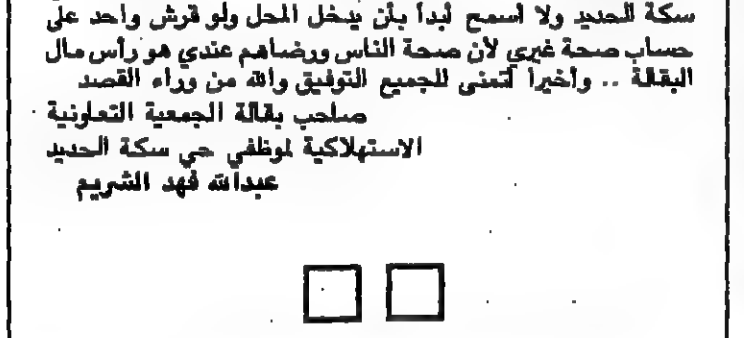 سكة الحديد ولا اسمح أبداً بأن يدخل المحل ولو قرش واحد على
حساب صحة غيري لأن صحة الناس ورضاهم عندي هو رأس مال
البقالة .. وأخيراً أتمنى للجميع التوفيق والله من وراء القصد
صاحب بقالة الجمعية التعاونية
الاستهلاكية لموظفي حي سكة الحديد
عبدالله فهد الشريم